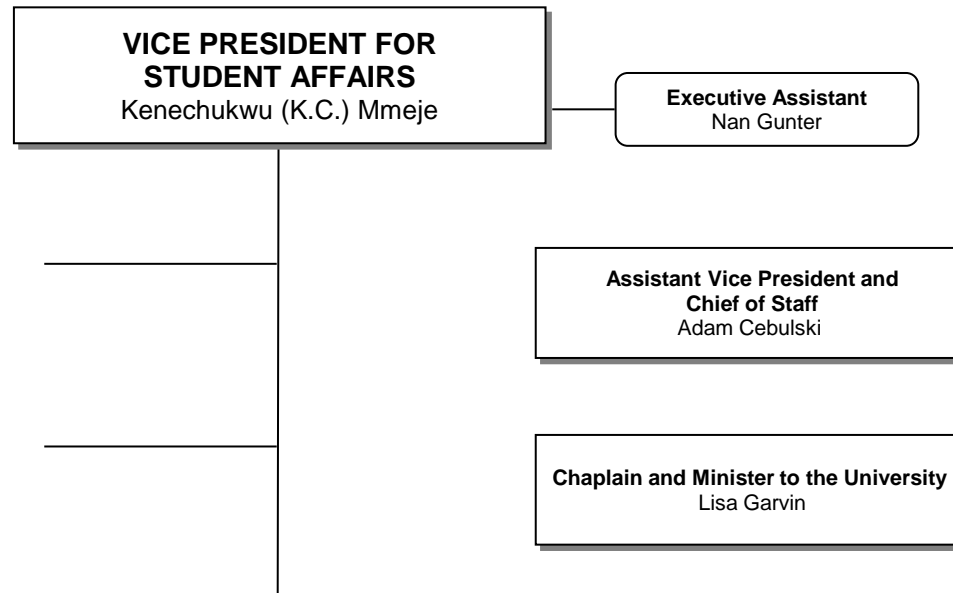 VICE PRESIDENT FOR
STUDENT AFFAIRS
Kenechukwu (K.C.) Mmeje
Executive Assistant
Nan Gunter
Assistant Vice President and
Chief of Staff
Adam Cebulski
Chaplain and Minister to the University
Lisa Garvin